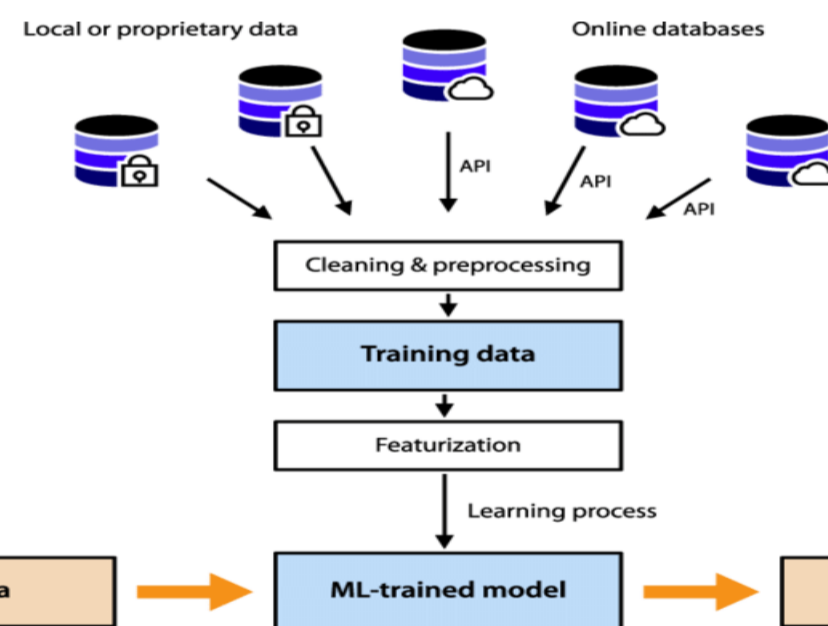 Local or proprietary data
Online databases
API
API
API
Cleaning & preprocessing
Training data
Featurization
Learning process
a
ML-trained model